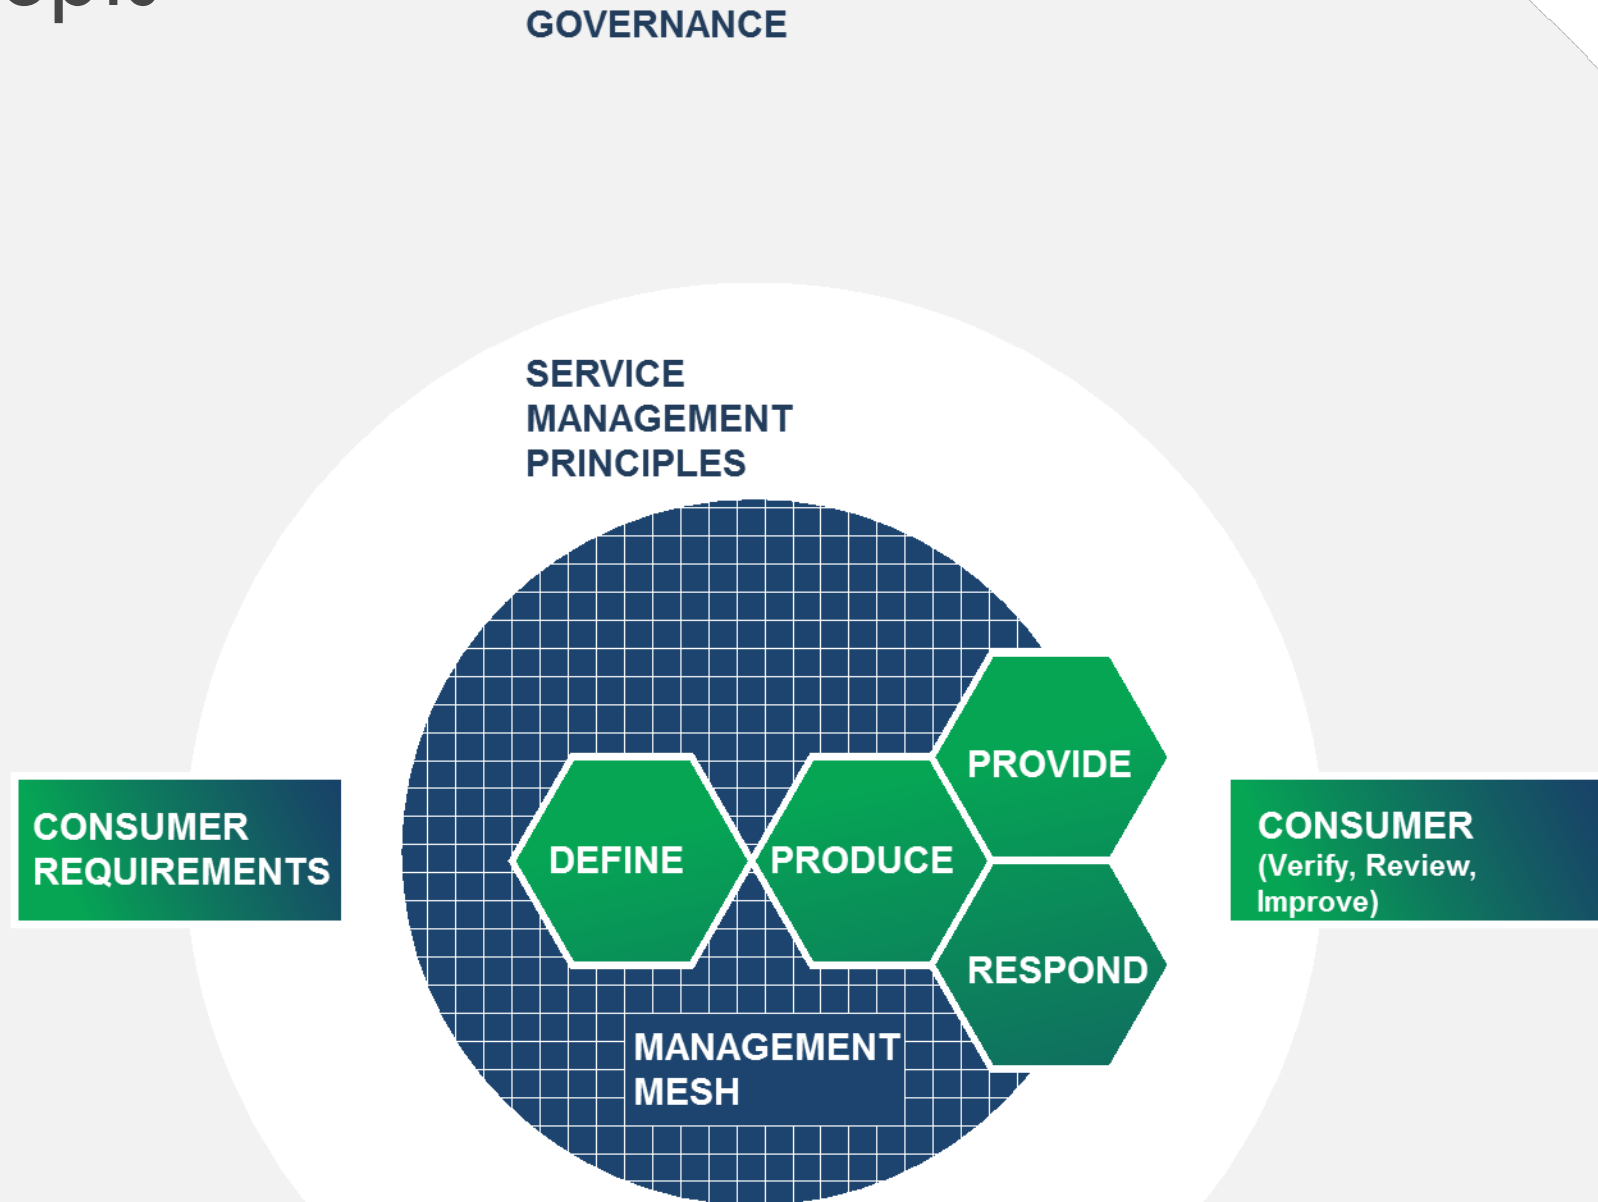 GOVERNANCE
SERVICE
MANAGEMENT
PRINCIPLES
CONSUMER
REQUIREMENTS
DEFINE
PRODUCE
PROVIDE
RESPOND
MANAGEMENT
MESH
CONSUMER
(Verify, Review,
Improve)